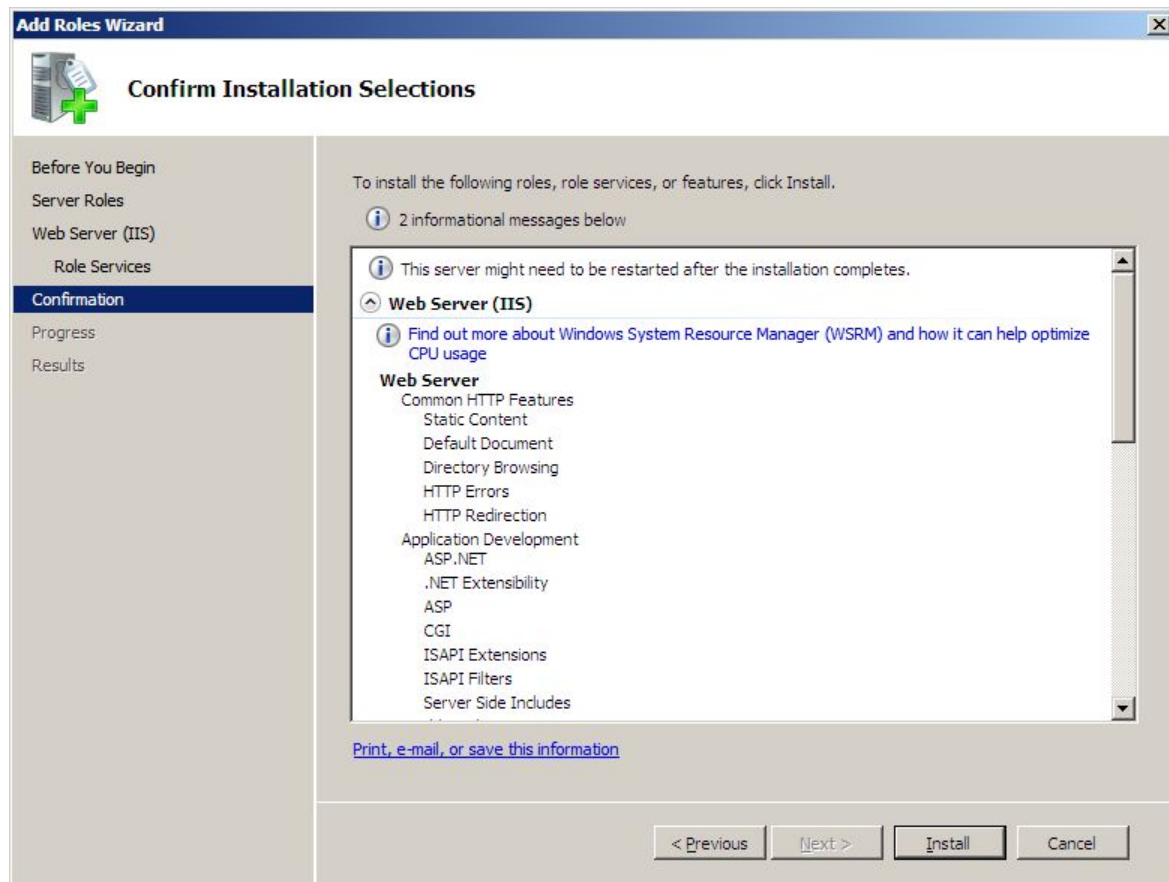 Add Roles Wizard
Confirm Installation Selections
Before You Begin
Server Roles
Web Server (IIS)
Role Services
Confirmation
Progress
Results
To install the following roles, role services, or features, click Install.
2 informational messages below
This server might need to be restarted after the installation completes.
Web Server (IIS)
Find out more about Windows System Resource Manager (WSRM) and how it can help optimize
CPU usage
Web Server
Common HTTP Features
Static Content
Default Document
Directory Browsing
HTTP Errors
HTTP Redirection
Application Development
ASP.NET
.NET Extensibility
ASP
CGI
ISAPI Extensions
ISAPI Filters
Server Side Includes
Print, e-mail, or save this information
< Previous
Next >
Install
Cancel